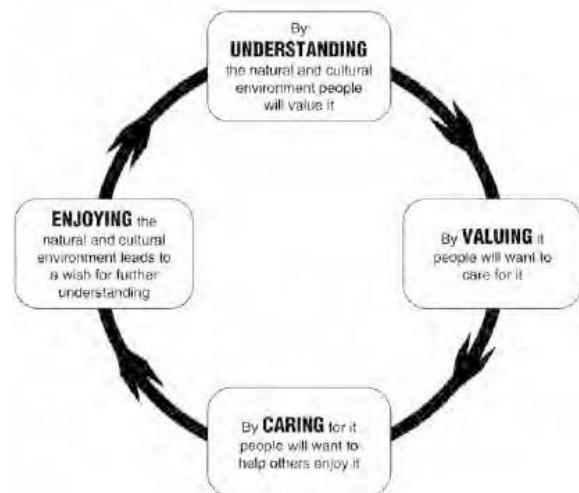 By
UNDERSTANDING
the natural and cultural
environment people
will value it
By VALUING it
people will want to
care for it
By CARING for it
people will want to
help others enjoy it
ENJOYING the
natural and cultural
environment leads to
a wish for further
understanding